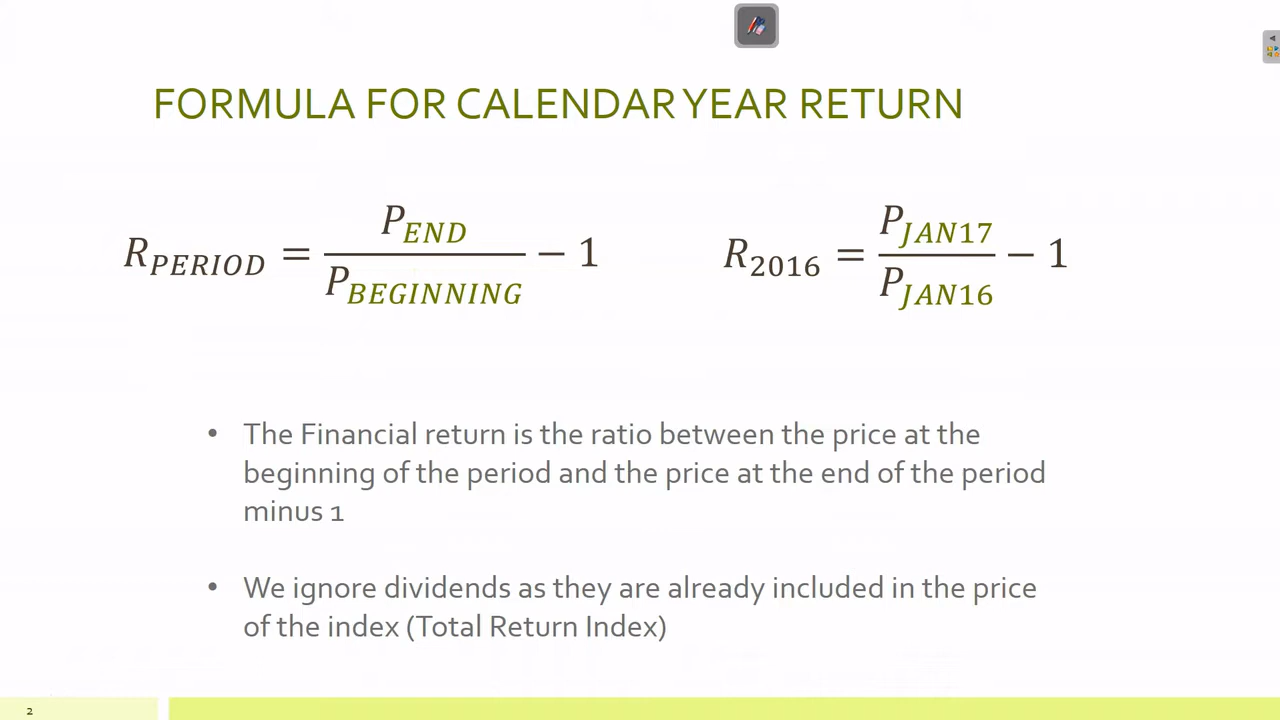 FORMULA FOR CALENDAR YEAR RETURN
R_PERIOD = P_END / P_BEGINNING − 1
R_2016 = P_JAN17 / P_JAN16 − 1
• The Financial return is the ratio between the price at the
beginning of the period and the price at the end of the period
minus 1
• We ignore dividends as they are already included in the price
of the index (Total Return Index)
2